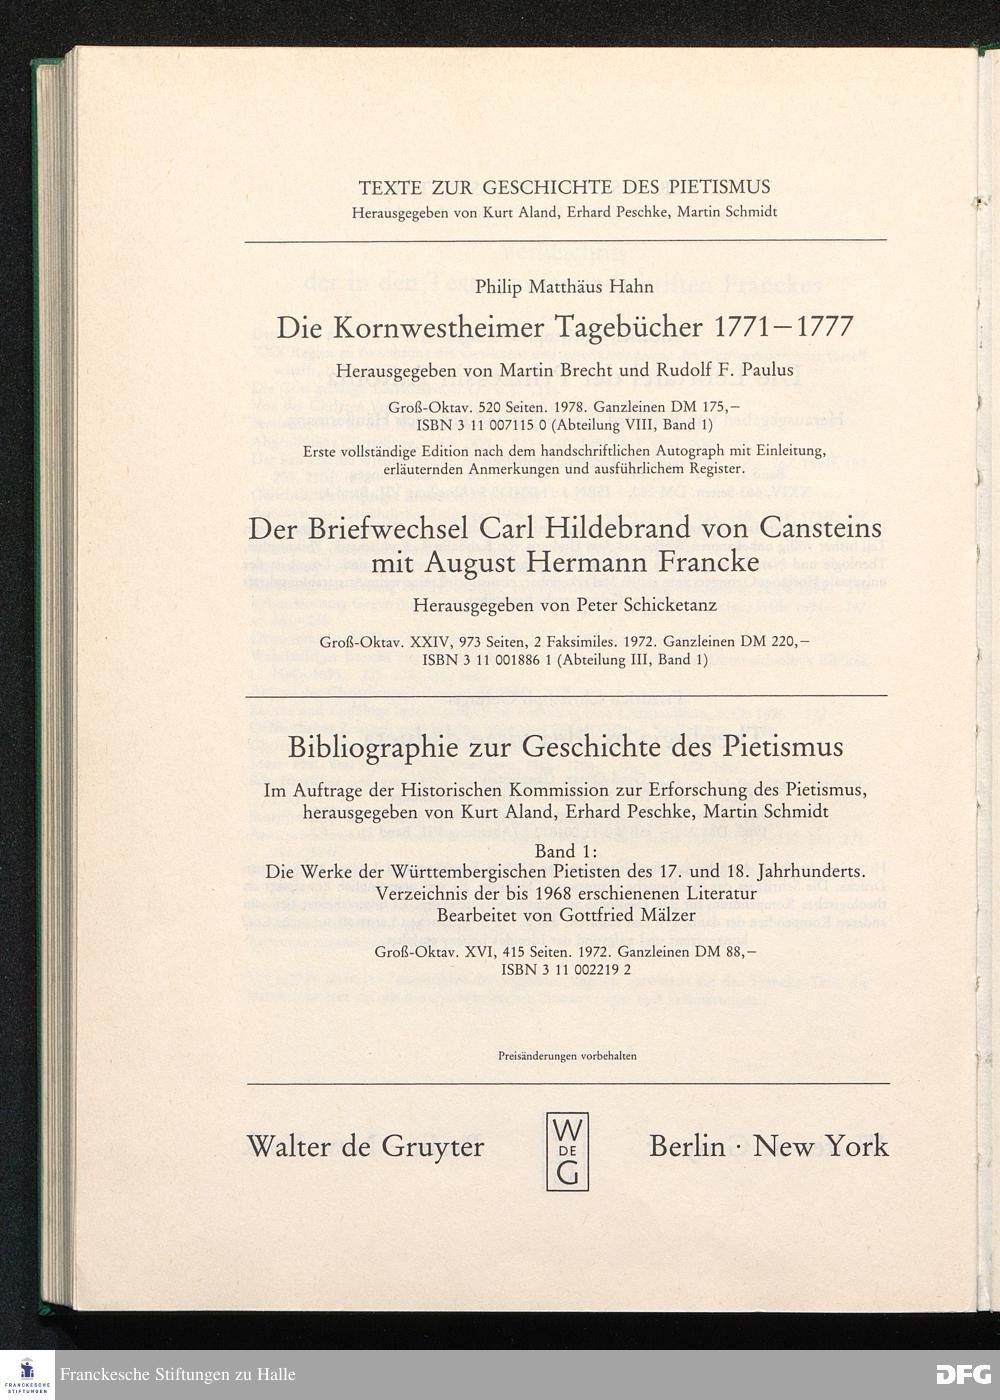 TEXTE ZUR GESCHICHTE DES PIETISMUS
Herausgegeben von Kurt Aland, Erhard Peschke, Martin Schmidt
Philip Matthäus Hahn
Die Kornwestheimer Tagebücher 1771–1777
Herausgegeben von Martin Brecht und Rudolf F. Paulus
Groß-Oktav. 520 Seiten. 1978. Ganzleinen DM 175,–
ISBN 3 11 007115 0 (Abteilung VIII, Band 1)
Erste vollständige Edition nach dem handschriftlichen Autograph mit Einleitung,
erläuternden Anmerkungen und ausführlichem Register.
Der Briefwechsel Carl Hildebrand von Cansteins
mit August Hermann Francke
Herausgegeben von Peter Schicketanz
Groß-Oktav. XXIV, 973 Seiten, 2 Faksimiles. 1972. Ganzleinen DM 220,–
ISBN 3 11 001886 1 (Abteilung III, Band 1)
Bibliographie zur Geschichte des Pietismus
Im Auftrage der Historischen Kommission zur Erforschung des Pietismus,
herausgegeben von Kurt Aland, Erhard Peschke, Martin Schmidt
Band 1:
Die Werke der Württembergischen Pietisten des 17. und 18. Jahrhunderts.
Verzeichnis der bis 1968 erschienenen Literatur
Bearbeitet von Gottfried Mälzer
Groß-Oktav. XVI, 415 Seiten. 1972. Ganzleinen DM 88,–
ISBN 3 11 002219 2
Preisänderungen vorbehalten
Walter de Gruyter
W
DE
G
Berlin · New York
FRANCKESCHE
STIFTUNGEN
Franckesche Stiftungen zu Halle
DFG